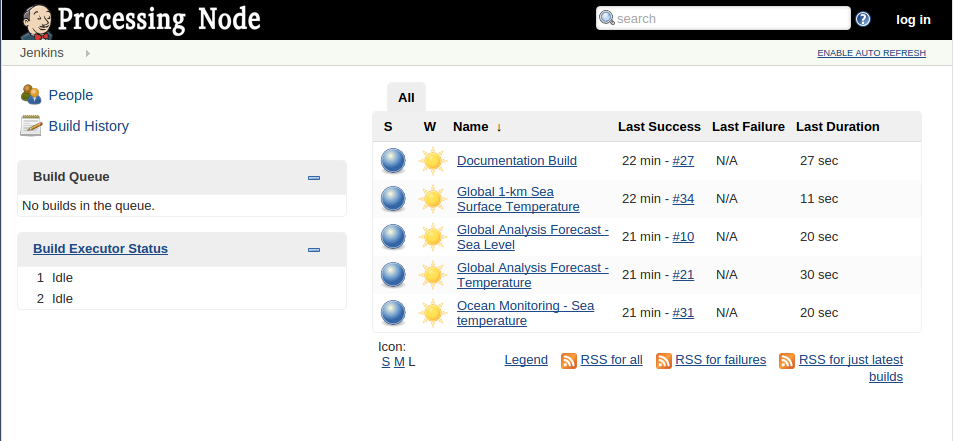 Processing Node
search
log in
Jenkins
ENABLE AUTO REFRESH
People
Build History
Build Queue
No builds in the queue.
Build Executor Status
1 Idle
2 Idle
All
S W Name ↓ Last Success Last Failure Last Duration
Documentation Build 22 min - #27 N/A 27 sec
Global 1-km Sea
Surface Temperature 22 min - #34 N/A 11 sec
Global Analysis Forecast -
Sea Level 21 min - #10 N/A 20 sec
Global Analysis Forecast -
Temperature 21 min - #21 N/A 30 sec
Ocean Monitoring - Sea
temperature 21 min - #31 N/A 20 sec
Icon:
S M L
Legend RSS for all RSS for failures RSS for just latest
builds